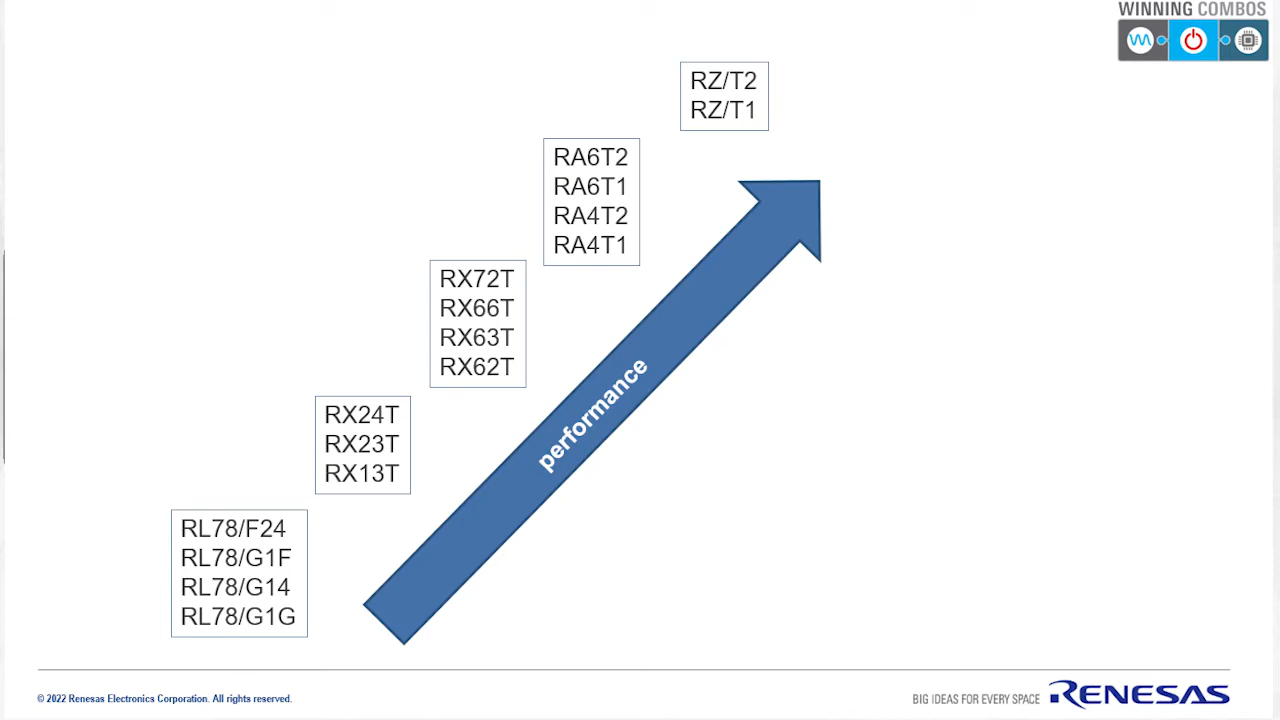 WINNING COMBOS
RZ/T2
RZ/T1
RA6T2
RA6T1
RA4T2
RA4T1
RX72T
RX66T
RX63T
RX62T
performance
RX24T
RX23T
RX13T
RL78/F24
RL78/G1F
RL78/G14
RL78/G1G
© 2022 Renesas Electronics Corporation. All rights reserved.
BIG IDEAS FOR EVERY SPACE RENESAS